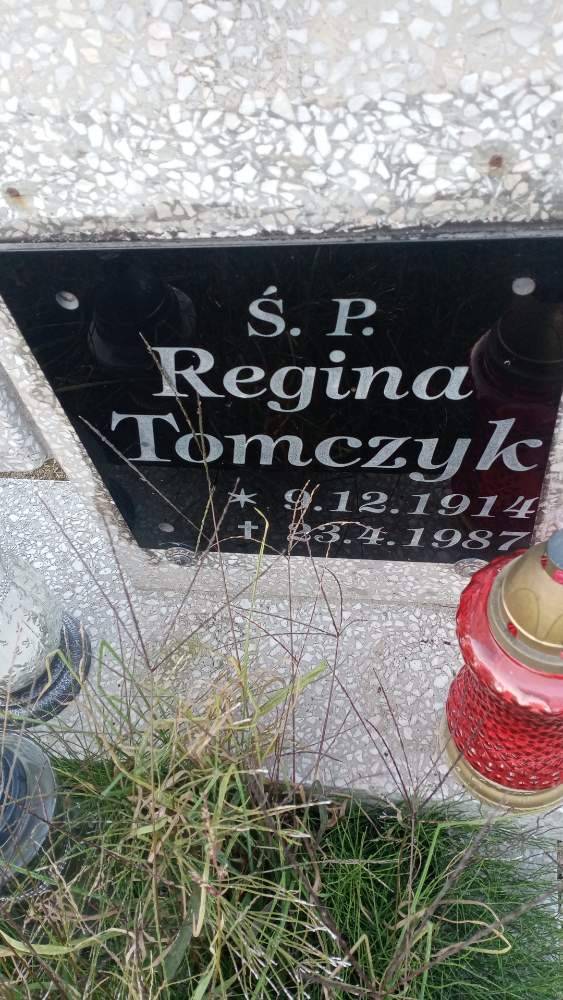 Ś. P.
Regina
Tomczyk
* 9.12.1914
✝ 23.4.1987